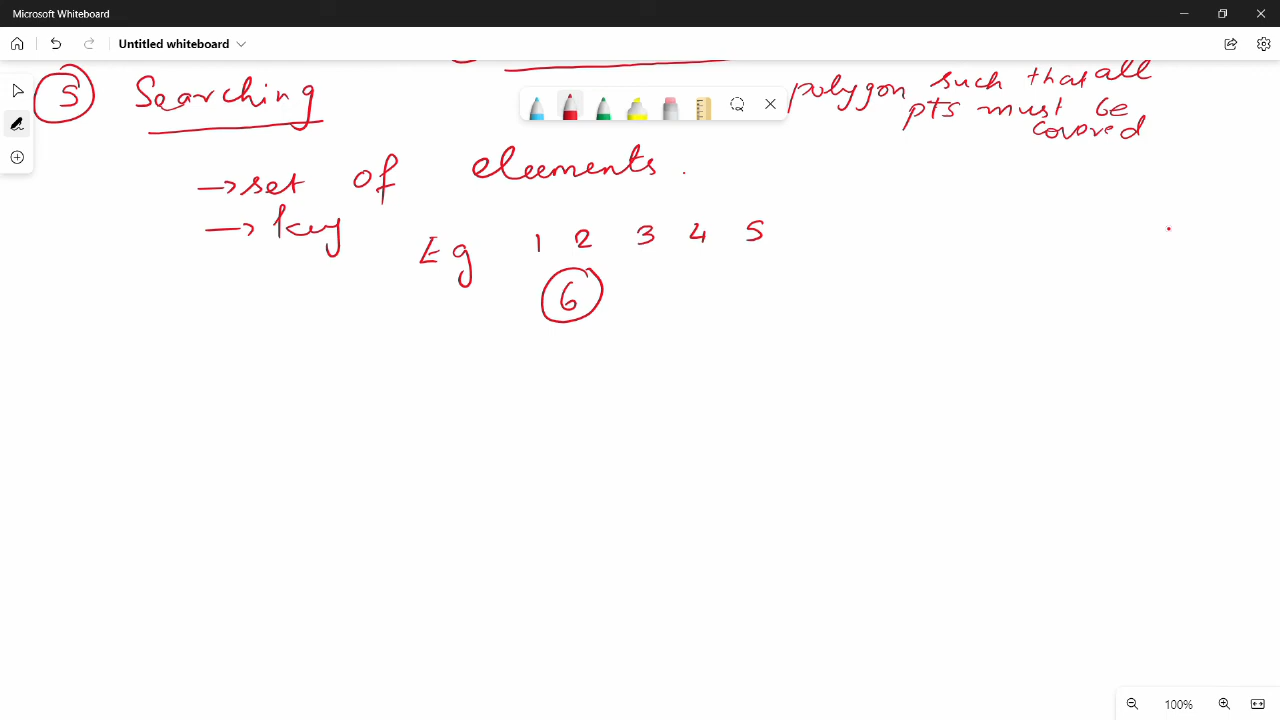 Microsoft Whiteboard
Untitled whiteboard
polygon such that all
pts must be
covered
5 Searching
→ set of elements.
→ key
Eg 1 2 3 4 5
6
100%